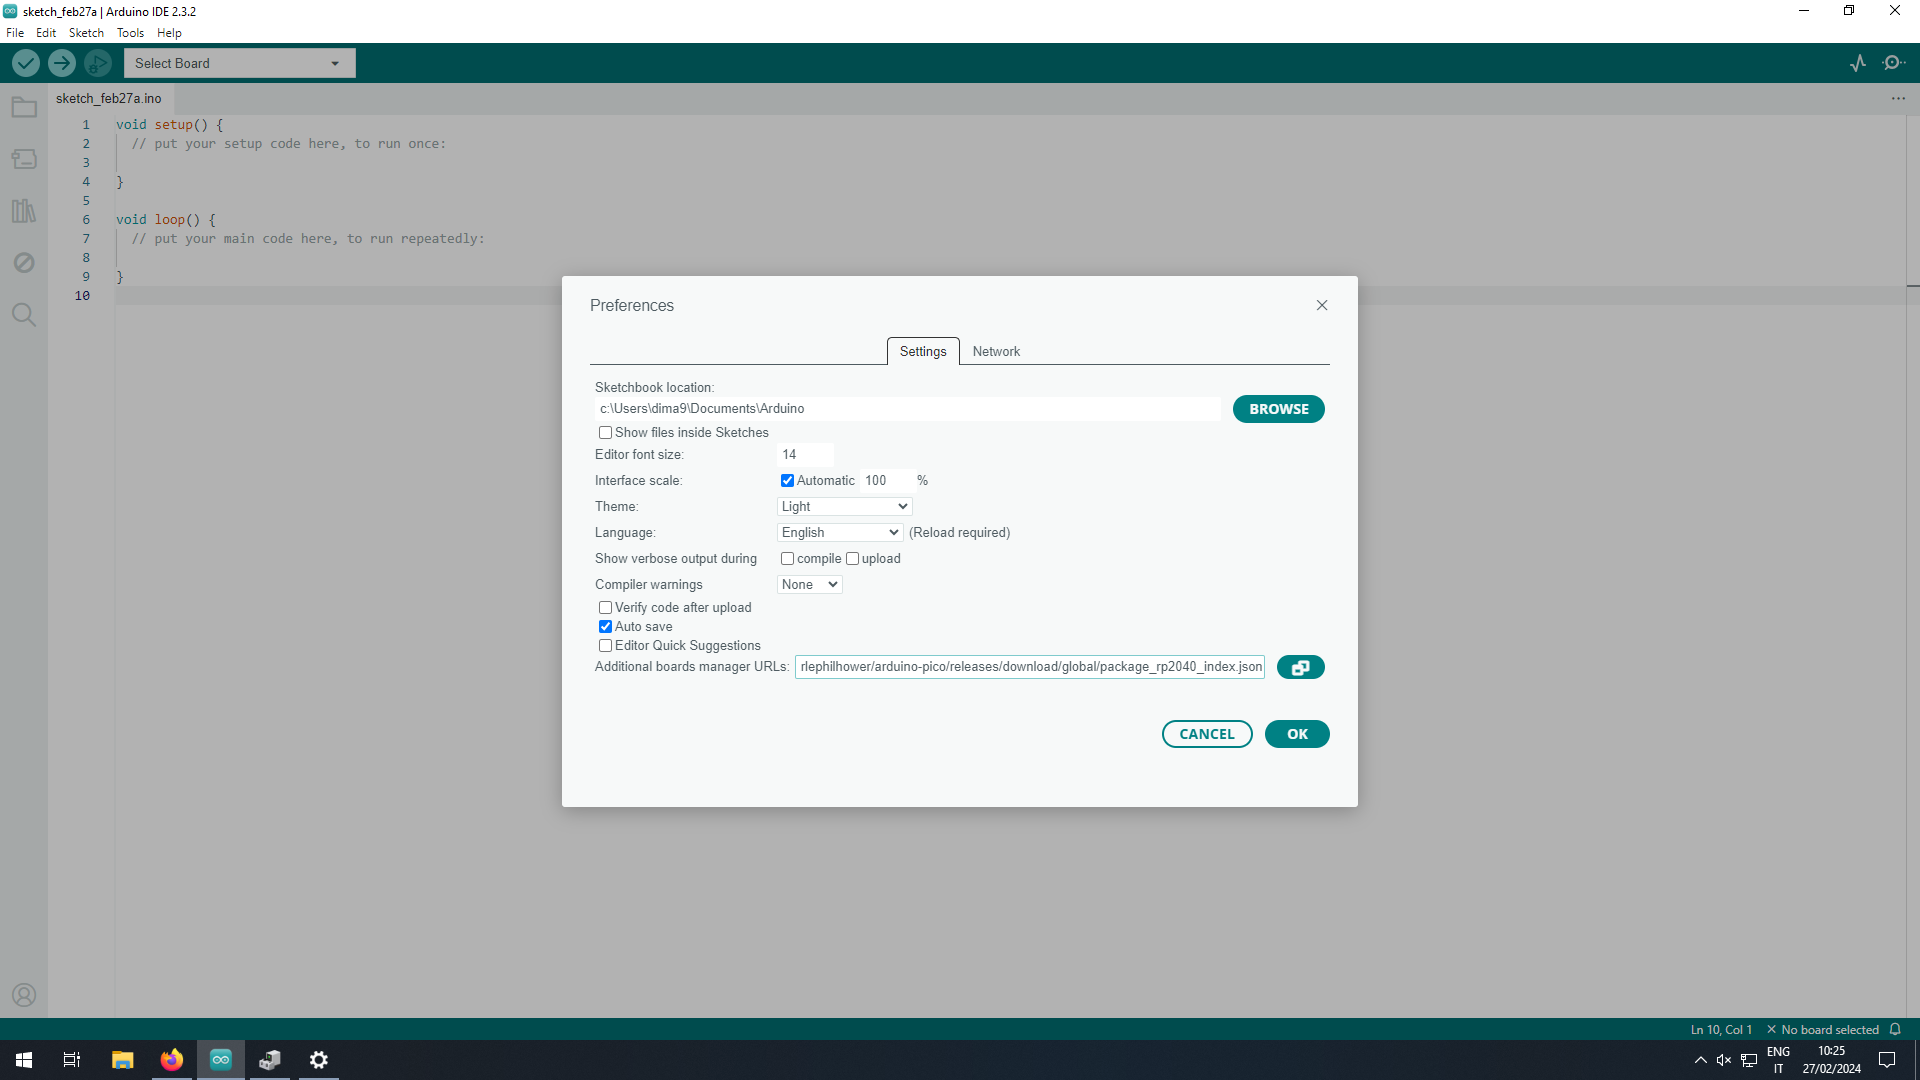 sketch_feb27a | Arduino IDE 2.3.2
File Edit Sketch Tools Help
Select Board
sketch_feb27a.ino
1 void setup() {
2 // put your setup code here, to run once:
3
4 }
5
6 void loop() {
7 // put your main code here, to run repeatedly:
8
9 }
10
Preferences
Settings Network
Sketchbook location:
c:\Users\dima9\Documents\Arduino BROWSE
Show files inside Sketches
Editor font size: 14
Interface scale: Automatic 100 %
Theme: Light
Language: English (Reload required)
Show verbose output during compile upload
Compiler warnings None
Verify code after upload
Auto save
Editor Quick Suggestions
Additional boards manager URLs: rlephilhower/arduino-pico/releases/download/global/package_rp2040_index.json
CANCEL OK
Ln 10, Col 1 No board selected
ENG 10:25
IT 27/02/2024